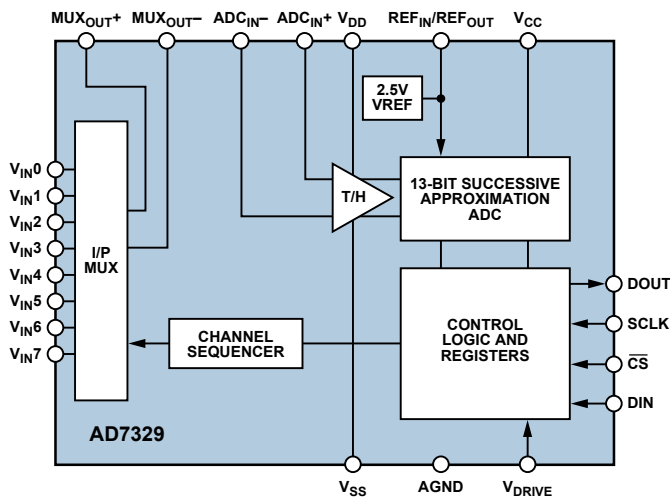 MUXOUT+ MUXOUT– ADCIN– ADCIN+ VDD REFIN/REFOUT VCC
2.5V
VREF
VIN0
VIN1
VIN2
VIN3
VIN4
VIN5
VIN6
VIN7
I/P
MUX
T/H
13-BIT SUCCESSIVE
APPROXIMATION
ADC
CHANNEL
SEQUENCER
CONTROL
LOGIC AND
REGISTERS
DOUT
SCLK
C̅S̅
DIN
AD7329
VSS AGND VDRIVE